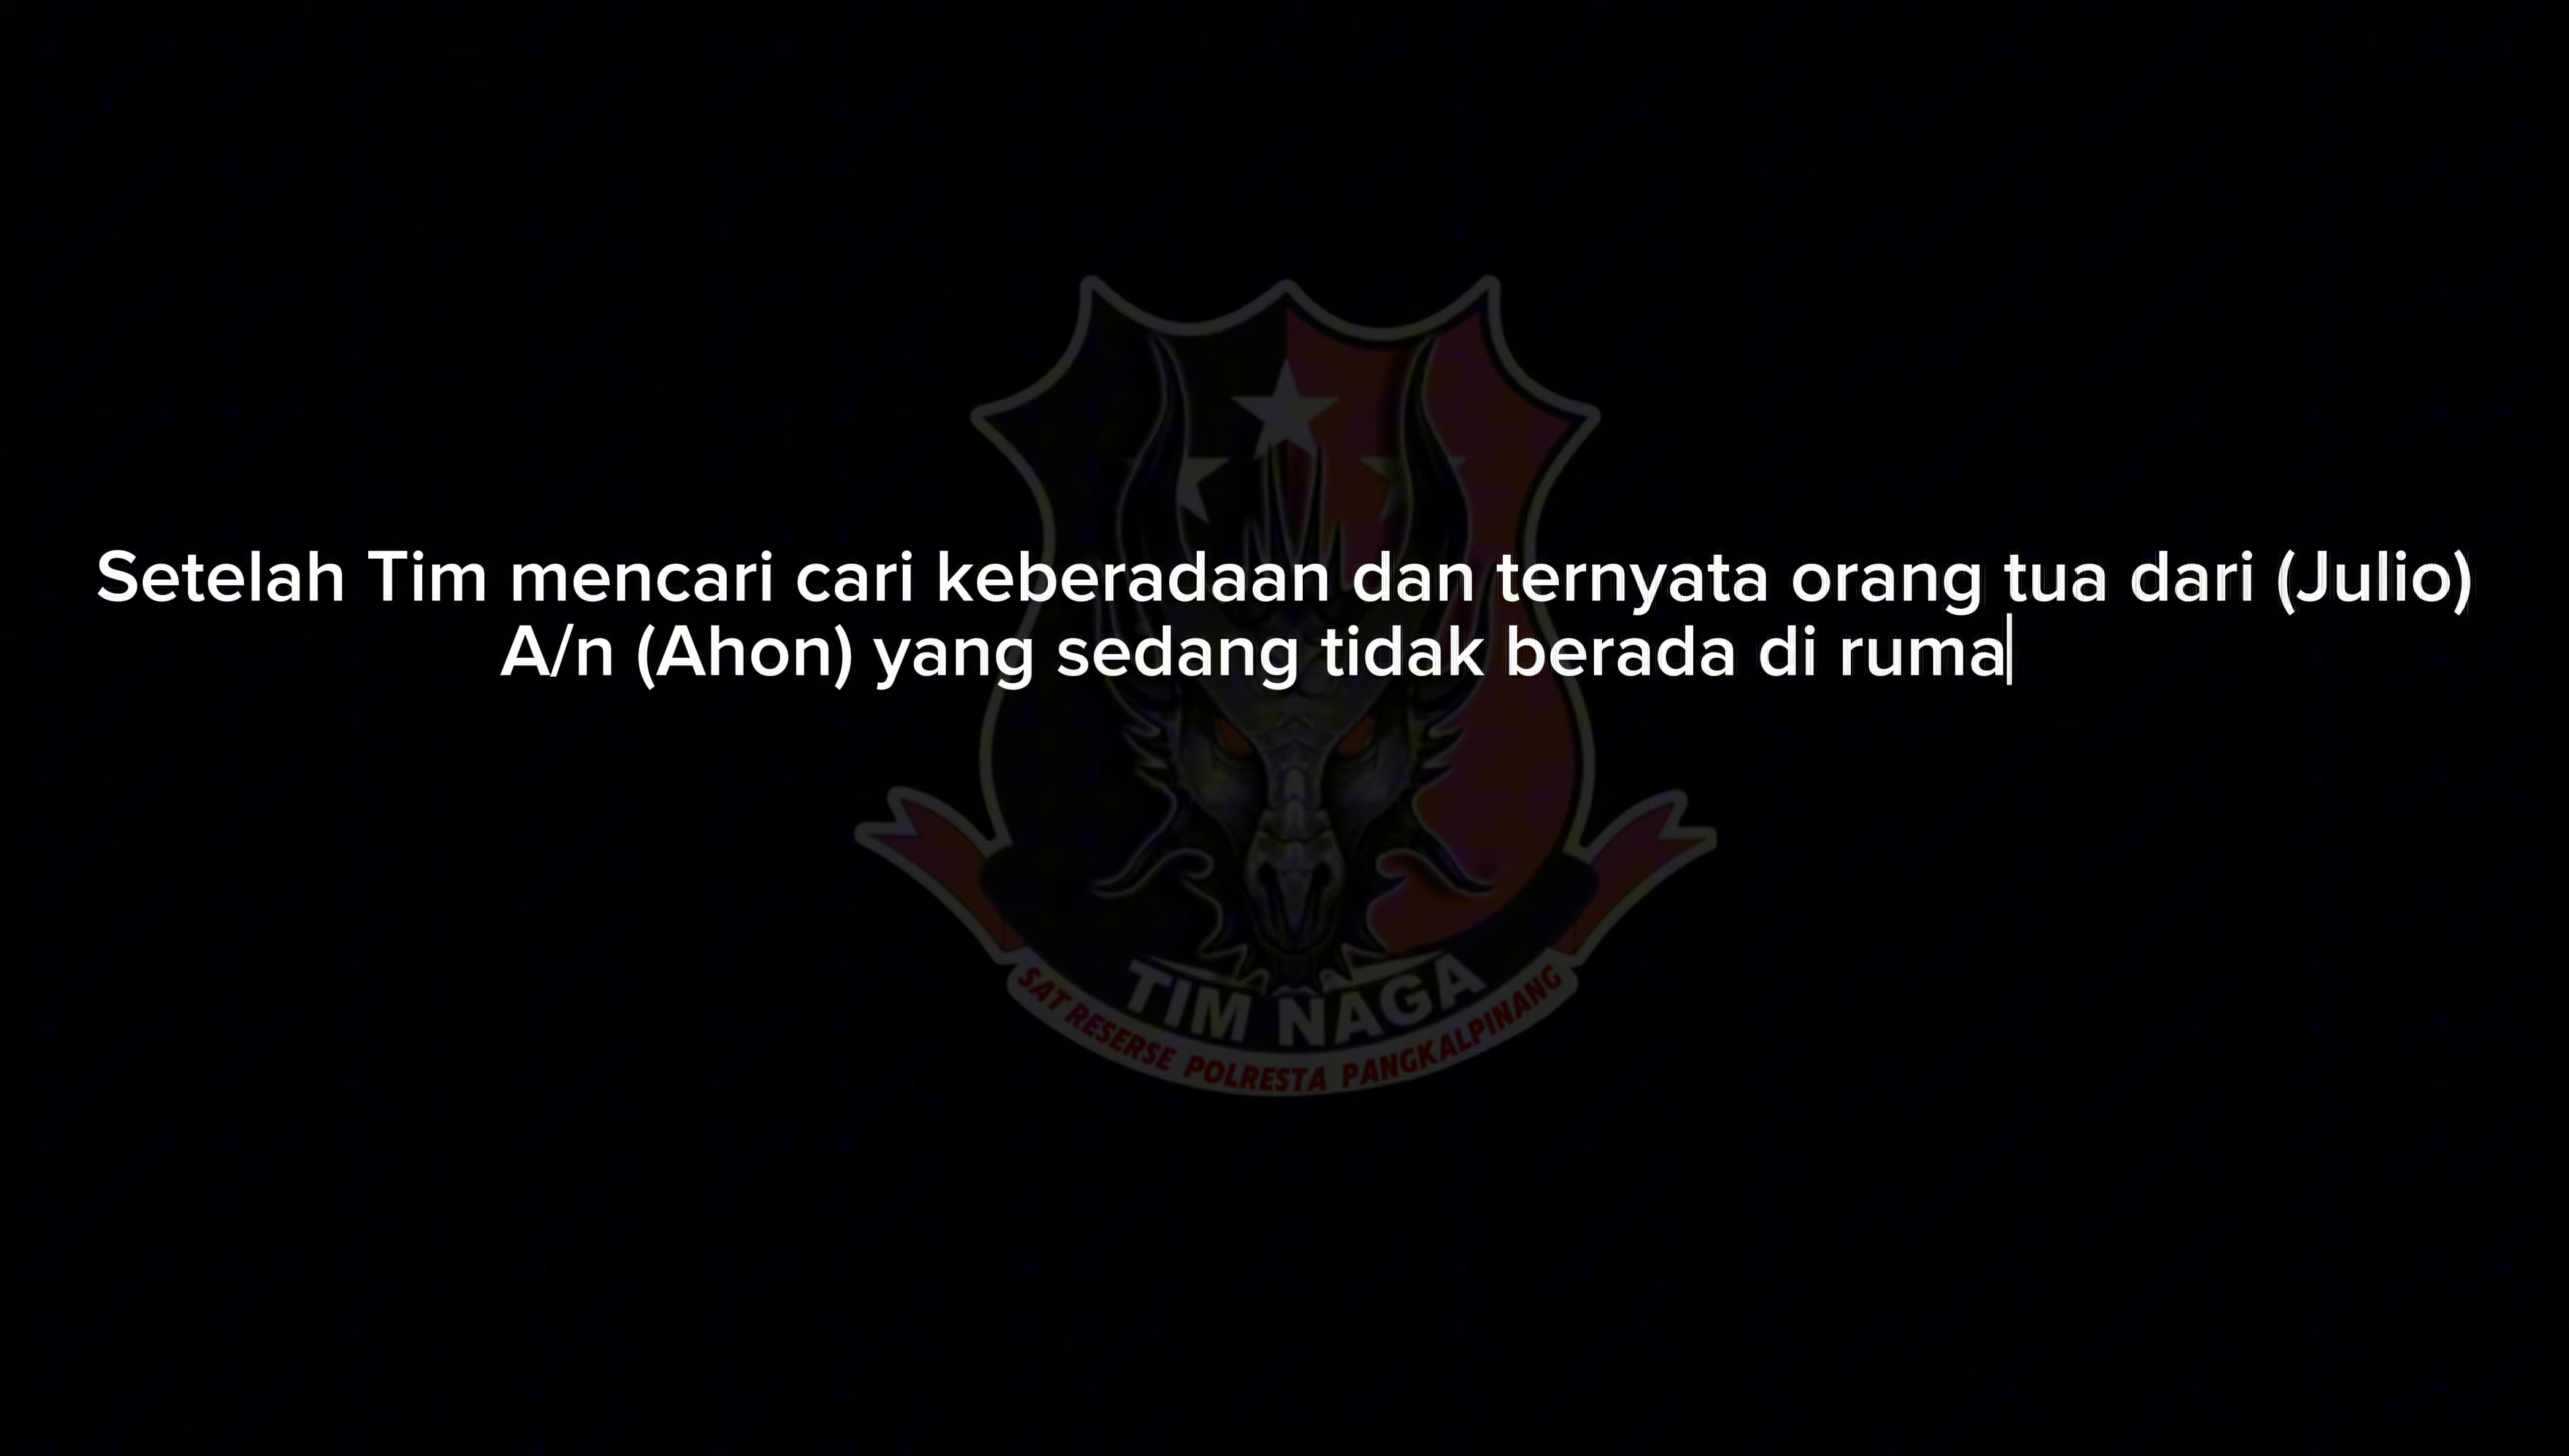 Setelah Tim mencari cari keberadaan dan ternyata orang tua dari (Julio)
A/n (Ahon) yang sedang tidak berada di ruma
TIM NAGA
SAT RESERSE POLRESTA PANGKALPINANG